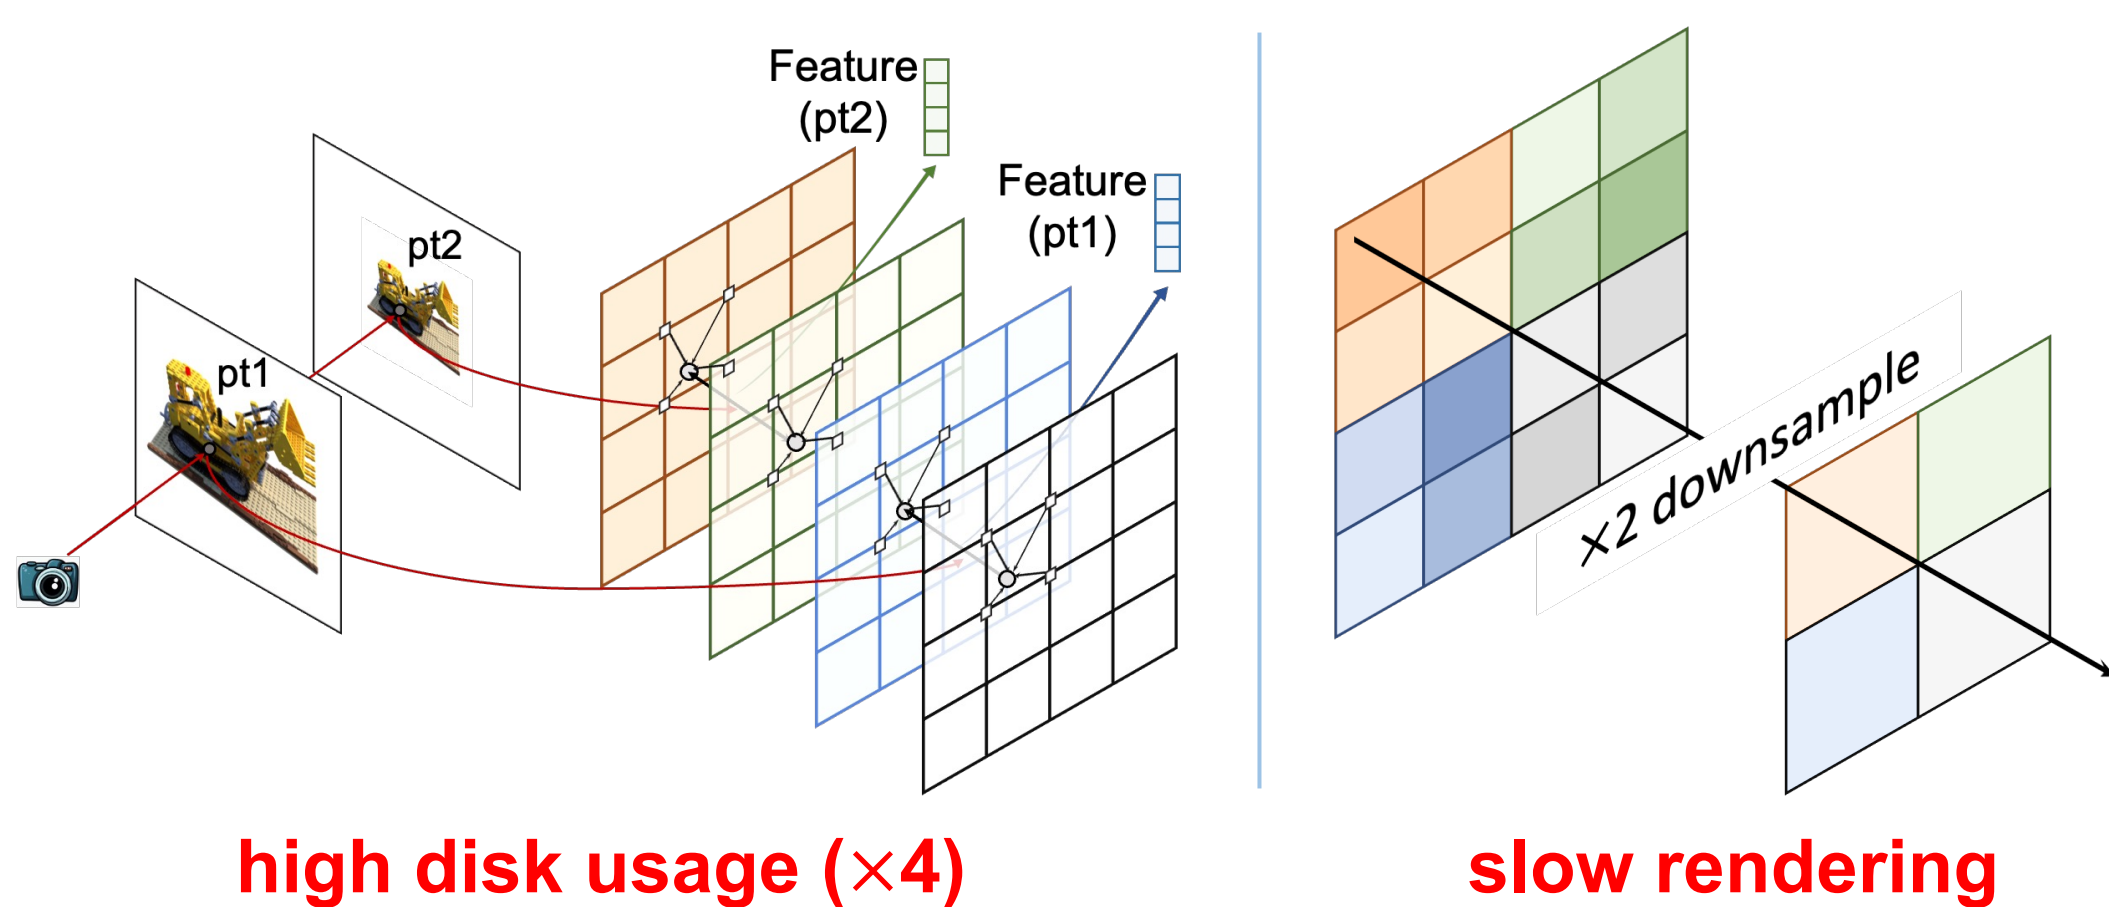 Feature
(pt2)
Feature
(pt1)
pt2
pt1
×2 downsample
high disk usage (×4)
slow rendering